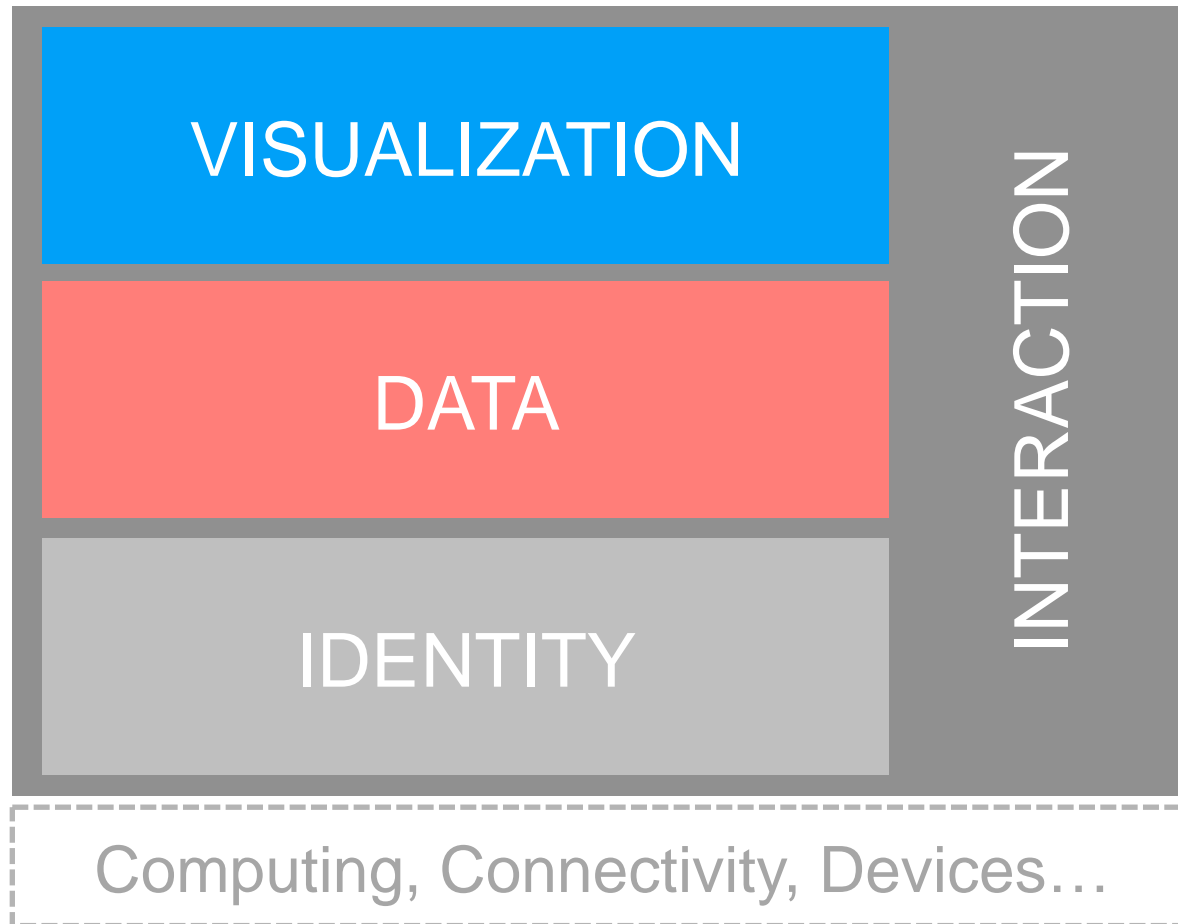 VISUALIZATION
DATA
IDENTITY
INTERACTION
Computing, Connectivity, Devices…